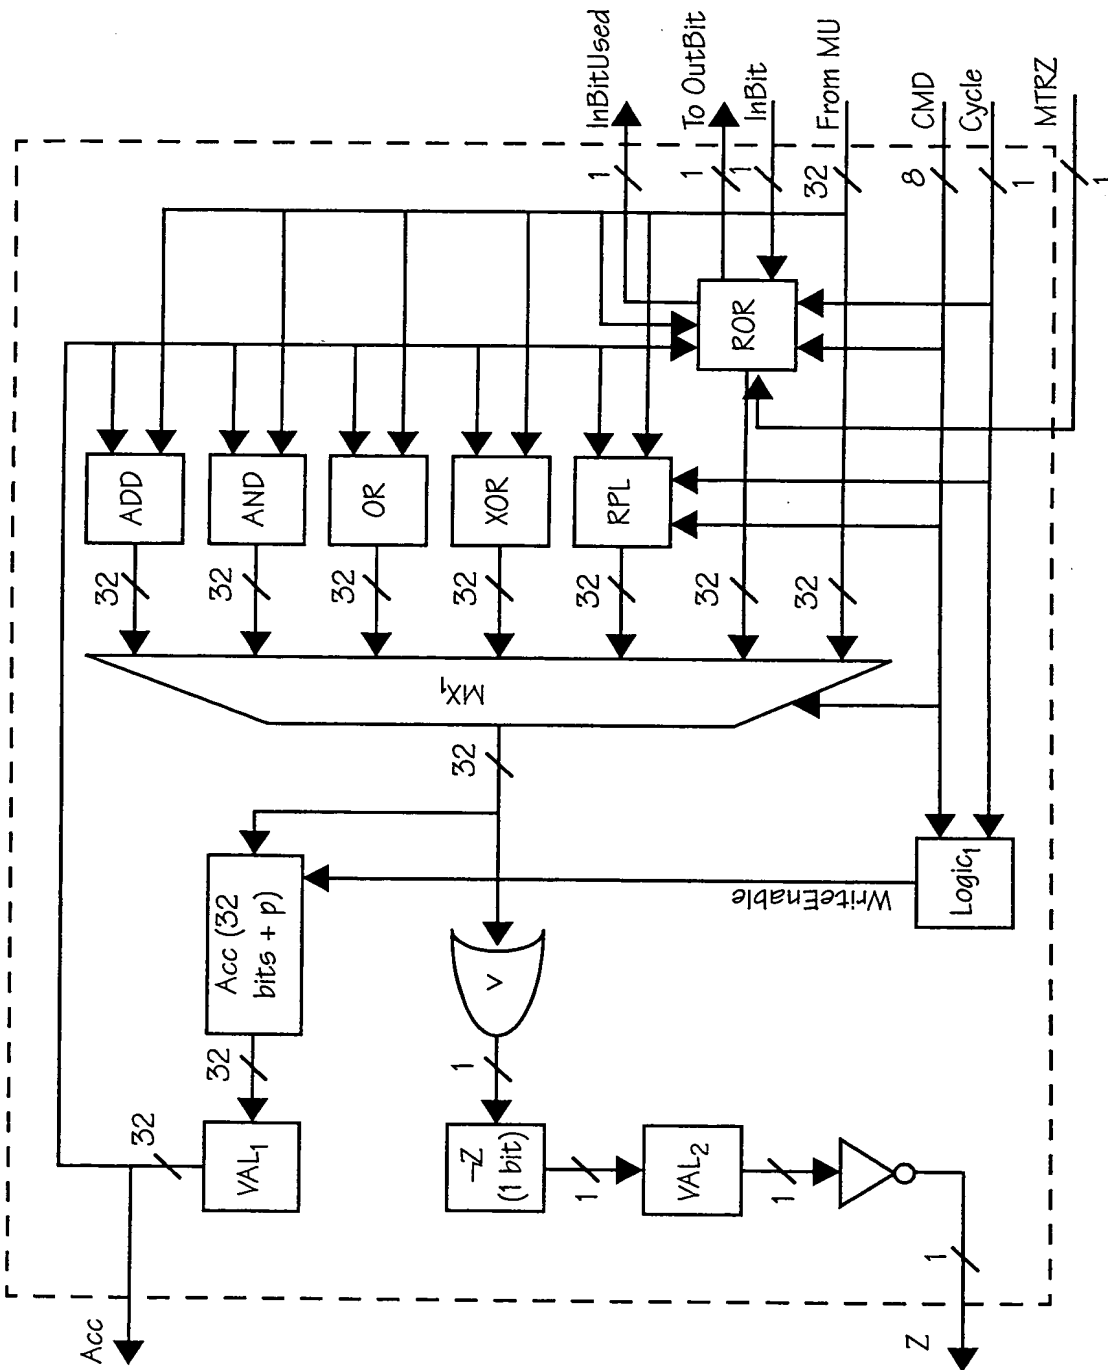 InBitUsed
To OutBit
InBit
From MU
CMD
Cycle
MTRZ
1
1
1
32
8
1
1
ADD
AND
OR
XOR
RPL
ROR
32
32
32
32
32
32
32
MX1
32
Acc (32
bits + p)
WriteEnable
Logic1
V
32
1
32
VAL1
¬Z
(1 bit)
1
VAL2
1
1
Acc
Z